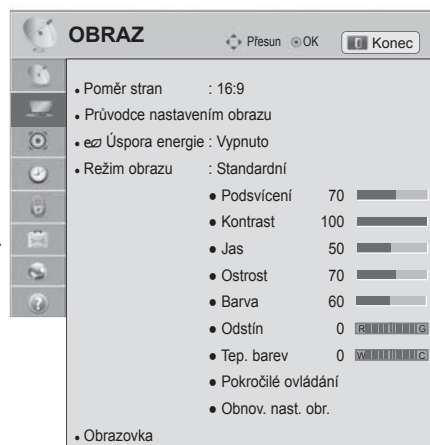 OBRAZ Přesun OK Konec
Poměr stran : 16:9
Průvodce nastavením obrazu
Úspora energie : Vypnuto
Režim obrazu : Standardní
Podsvícení 70
Kontrast 100
Jas 50
Ostrost 70
Barva 60
Odstín 0 R G
Tep. barev 0 W C
Pokročilé ovládání
Obnov. nast. obr.
Obrazovka